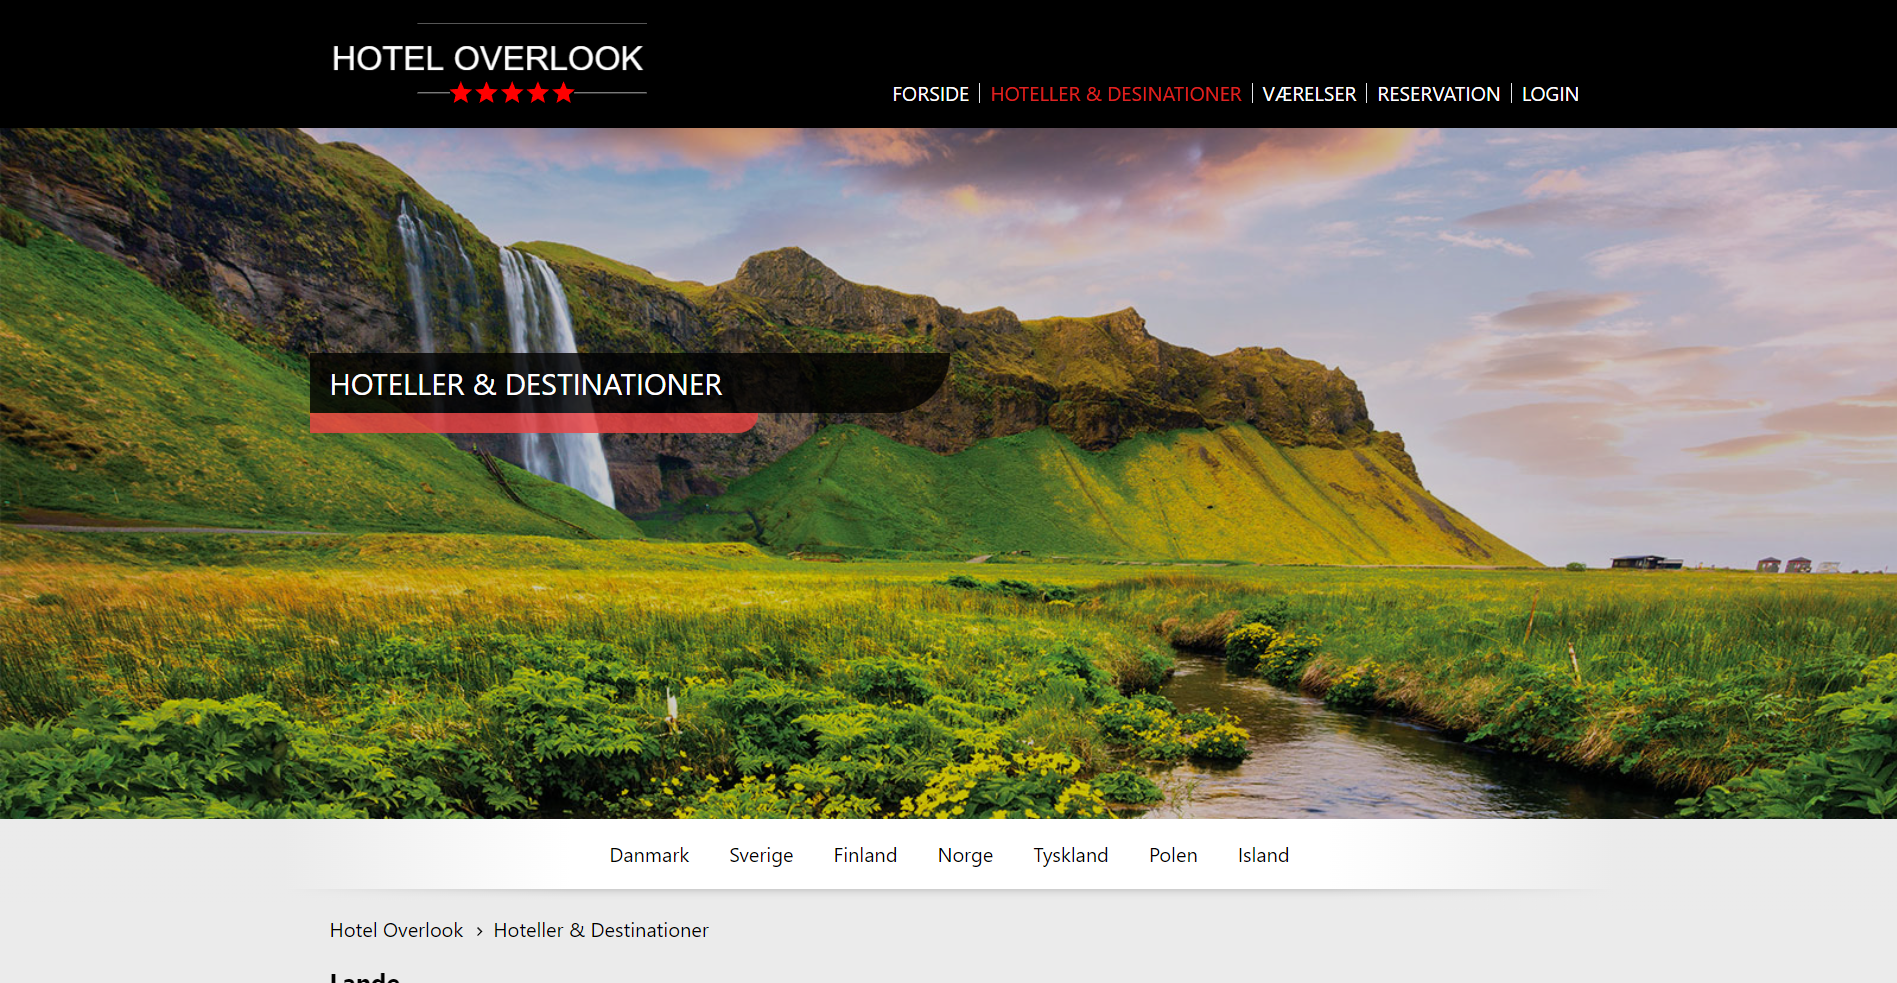 HOTEL OVERLOOK
FORSIDE
HOTELLER & DESINATIONER
VÆRELSER
RESERVATION
LOGIN
HOTELLER & DESTINATIONER
Danmark
Sverige
Finland
Norge
Tyskland
Polen
Island
Hotel Overlook › Hoteller & Destinationer
Lande